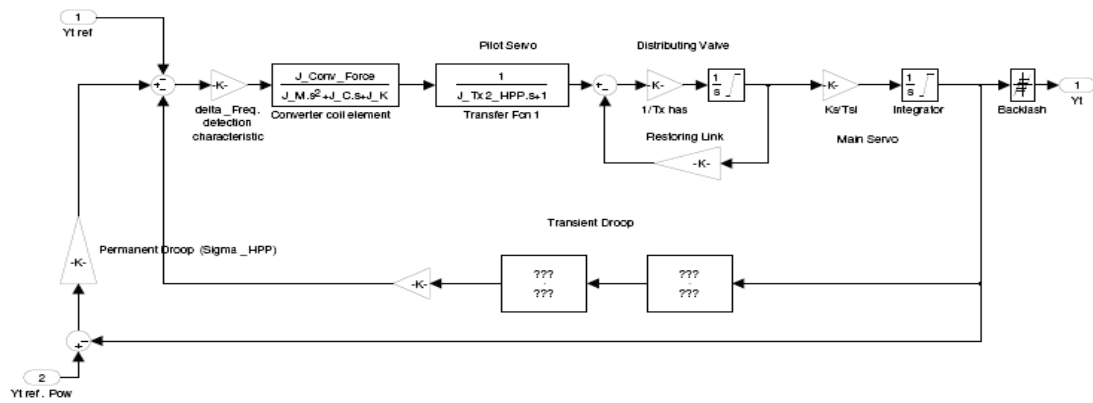 1
Yt ref
Pilot Servo
Distributing Valve
-K-
delta_Freq.
detection
characteristic
J_Conv_Force
J_M.s²+J_C.s+J_K
Converter coil element
1
J_Tx2_HPP.s+1
Transfer Fcn 1
-K-
1/Tx has
1
s
Restoring Link
-K-
-K-
Ks/Tsl
1
s
Integrator
Main Servo
Backlash
1
Yt
Transient Droop
-K-
Permanent Droop (Sigma_HPP)
-K-
???
???
???
???
2
Yt ref. Pow